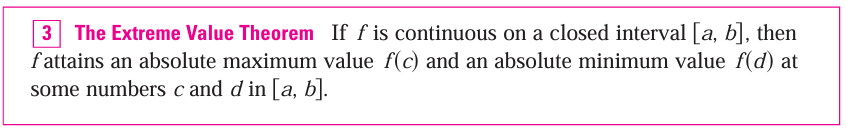 3 The Extreme Value Theorem If f is continuous on a closed interval [a, b], then
f attains an absolute maximum value f(c) and an absolute minimum value f(d) at
some numbers c and d in [a, b].